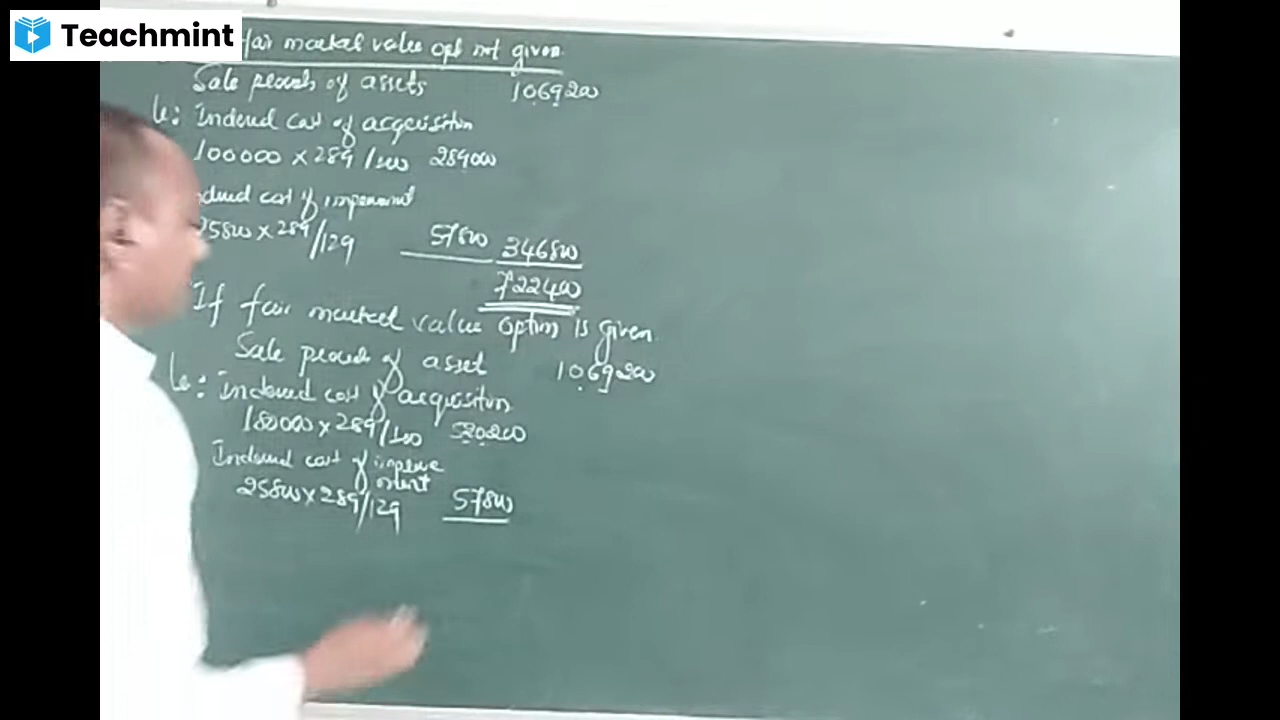 Teachmint
fair market value opt not given
Sale proceeds of assets 1069200
Le: Indexed cost of acquisition
100000 × 289 /100 289000
Indexed cost of improvement
25800 × 289/129 57800 346800
722400
If fair market value option is given
Sale proceeds of asset 1069200
Le: Indexed cost of acquisition
180000 × 289/100 520200
Indexed cost of improve
ment
25800 × 289/129 57800